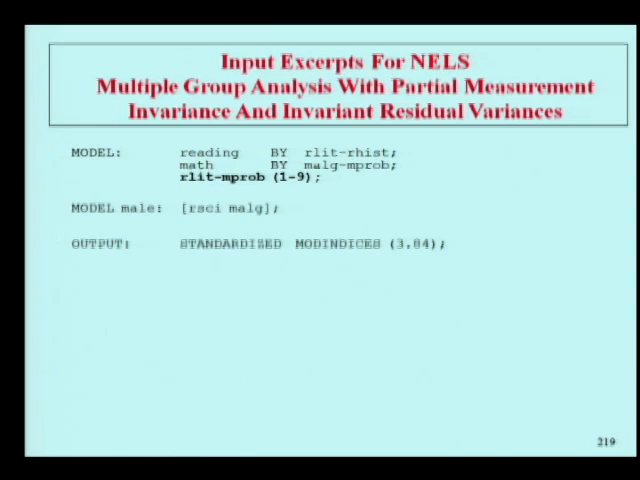 Input Excerpts For NELS
Multiple Group Analysis With Partial Measurement
Invariance And Invariant Residual Variances
MODEL: reading BY rlit-rhist;
math BY malg-mprob;
rlit-mprob (1-9);
MODEL male: [rsci malg];
OUTPUT: STANDARDIZED MODINDICES (3.84);
219